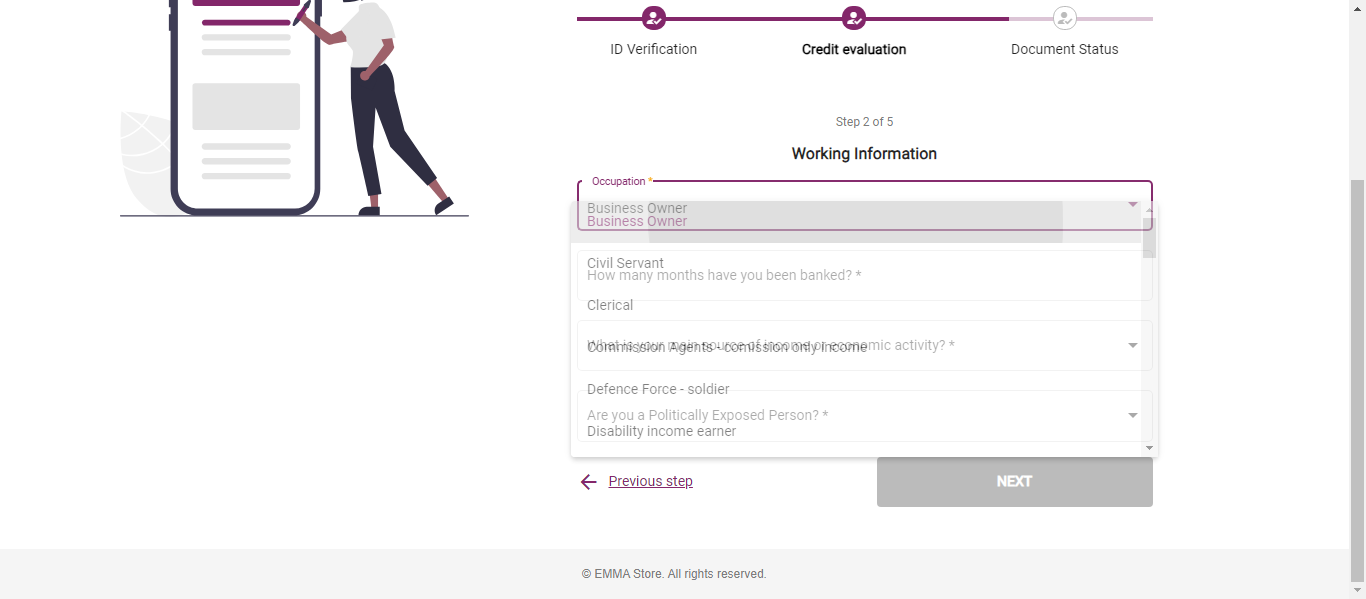 ID Verification
Credit evaluation
Document Status
Step 2 of 5
Working Information
Occupation *
Business Owner
Business Owner
Civil Servant
How many months have you been banked? *
Clerical
What is your main source of income or economic activity? *
Commission Agents - comission only income
Defence Force - soldier
Are you a Politically Exposed Person? *
Disability income earner
Previous step
NEXT
© EMMA Store. All rights reserved.